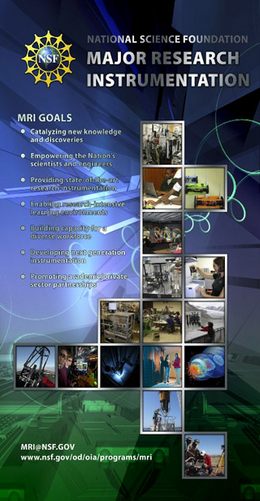 NSF
NATIONAL SCIENCE FOUNDATION
MAJOR RESEARCH
INSTRUMENTATION
MRI GOALS
Catalyzing new knowledge
and discoveries
Empowering the Nation's
scientists and engineers
Providing state-of-the-art
research instrumentation
Enabling research-intensive
learning environments
Building capacity for a
diverse workforce
Developing next generation
instrumentation
Promoting academic/private
sector partnerships
MRI@NSF.GOV
www.nsf.gov/od/oia/programs/mri